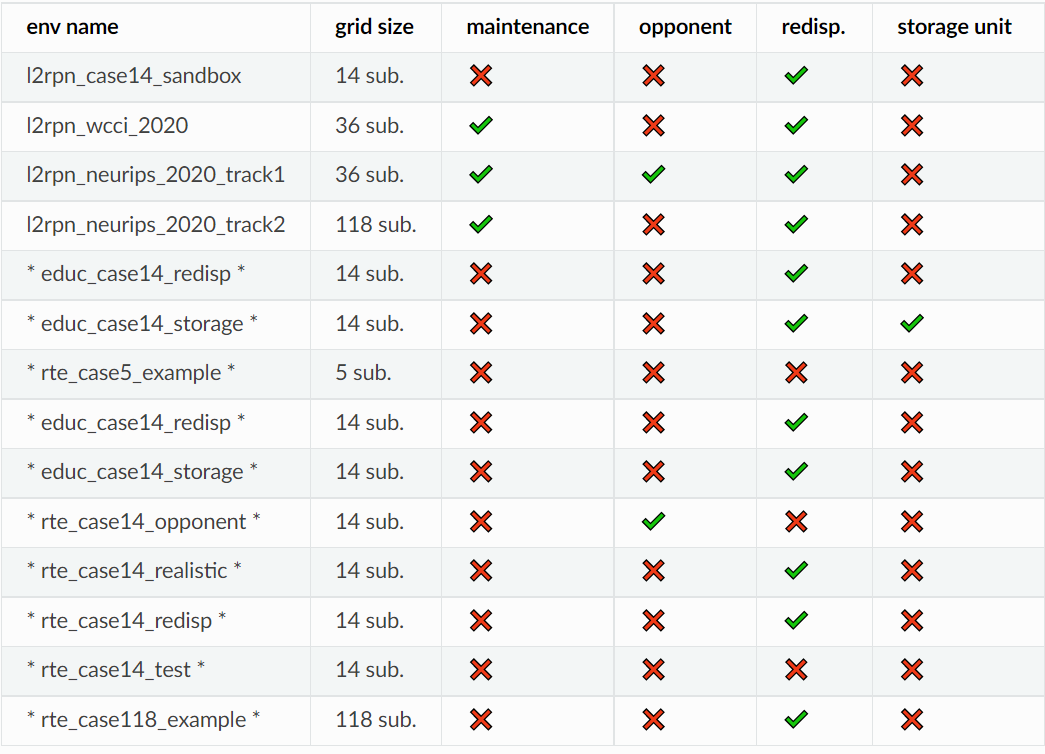 env name grid size maintenance opponent redisp. storage unit
l2rpn_case14_sandbox 14 sub. ❌ ❌ ✔ ❌
l2rpn_wcci_2020 36 sub. ✔ ❌ ✔ ❌
l2rpn_neurips_2020_track1 36 sub. ✔ ✔ ✔ ❌
l2rpn_neurips_2020_track2 118 sub. ✔ ❌ ✔ ❌
* educ_case14_redisp * 14 sub. ❌ ❌ ✔ ❌
* educ_case14_storage * 14 sub. ❌ ❌ ✔ ✔
* rte_case5_example * 5 sub. ❌ ❌ ❌ ❌
* educ_case14_redisp * 14 sub. ❌ ❌ ✔ ❌
* educ_case14_storage * 14 sub. ❌ ❌ ✔ ❌
* rte_case14_opponent * 14 sub. ❌ ✔ ❌ ❌
* rte_case14_realistic * 14 sub. ❌ ❌ ✔ ❌
* rte_case14_redisp * 14 sub. ❌ ❌ ✔ ❌
* rte_case14_test * 14 sub. ❌ ❌ ❌ ❌
* rte_case118_example * 118 sub. ❌ ❌ ✔ ❌